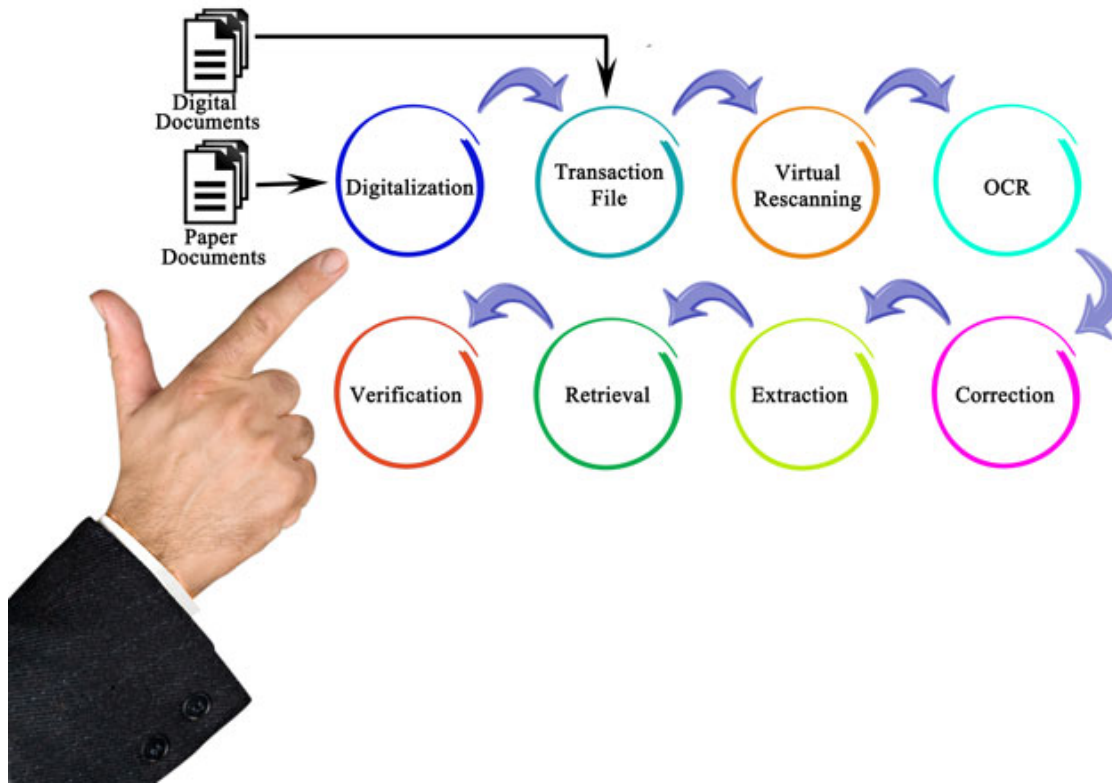 Digital
Documents
Paper
Documents
Digitalization
Transaction
File
Virtual
Rescanning
OCR
Correction
Extraction
Retrieval
Verification